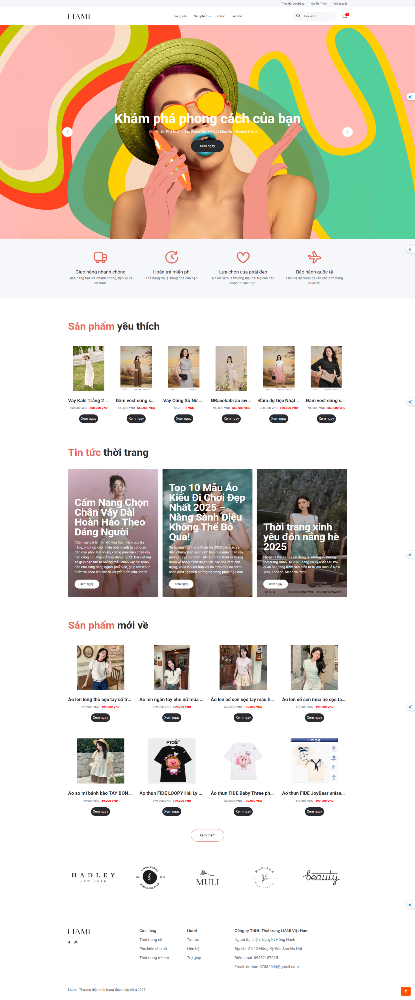 Theo dõi đơn hàng | Đo Thi Thom | Đăng xuất
LIAMI
Trang chủ Sản phẩm Tin tức Liên hệ
Tìm kiếm...
2
Khám phá phong cách của bạn
Khám Phá Những Sản Phẩm Mới Mẻ Của Mùa Hè – Scotch & Soda
Xem ngay
Giao hàng nhanh chóng
Giao hàng tận nơi nhanh chóng, tiện lợi và
an toàn.
Hoàn trả miễn phí
Khả năng trả lại hàng hóa của bạn.
Lựa chọn của phái đẹp
Nhiều năm là thương hiệu tài trợ cho các
cuộc thi sắc đẹp.
Bảo hành quốc tế
Liên hệ để được tư vấn các đơn hàng
quốc tế.
Sản phẩm yêu thích
Váy Kaki Trắng 2 ...
700.000 VND 560.000 VND
Xem ngay
Đầm vest công s...
700.000 VND 560.000 VND
Xem ngay
Váy Công Sở Nữ ...
10 VND 5 VND
Xem ngay
GRacebabi áo sw...
700.000 VND 560.000 VND
Xem ngay
Đầm dự tiệc Nhật...
700.000 VND 560.000 VND
Xem ngay
Đầm vest công s...
700.000 VND 560.000 VND
Xem ngay
Tin tức thời trang
Cẩm Nang Chọn
Chân Váy Dài
Hoàn Hảo Theo
Dáng Người
Chân váy dài là món đồ vừa thanh lịch vừa đa
năng, phù hợp cho nhiều hoàn cảnh từ công sở
đến dạo phố. Tuy nhiên, không phải kiểu chân váy
nào cũng phù hợp với mọi dáng người. Bài viết này
sẽ giúp bạn tìm ra những mẫu chân váy dài hoàn
hảo cho từng dáng người phổ biến, giúp tôn lên ưu
điểm và khéo léo che đi khuyết điểm của cơ thể.
Xem ngay
Top 10 Mẫu Áo
Kiểu Đi Chơi Đẹp
Nhất 2025 –
Nàng Sành Điệu
Không Thể Bỏ
Qua!
Xu hướng thời trang Xuân Hè 2025 trên các sàn
diễn chứng kiến sự chiếm lĩnh của mẫu chân váy
phồng đầy cuốn hút. Tất cả những thiết kế mang
dáng vẻ bồng bềnh đều được các nhà mốt chú
trọng, khéo léo kết hợp với áo crop-top, áo sơ mi
cách điệu, tạo nên những bộ trang phục độc đáo.
Xem ngay
Thời trang xinh
yêu đón nắng hè
2025
Harper's Bazaar đã cô đọng lại những xu hướng
thời trang Xuân Hè 2025 đáng chú ý nhất sau khi
quan sát hàng trăm sàn diễn từ tứ đại tuần lễ New
York, London, Milan và Paris
Xem ngay
ELISE FS2501292TNKCWH FS2501296BSWOPG
Sản phẩm mới về
Áo len lông thỏ cộc tay cổ tr...
379.000 VND 199.000 VND
Xem ngay
Áo len ngắn tay cho nữ mùa ...
379.000 VND 199.000 VND
Xem ngay
57
Áo len cổ sen cộc tay màu h...
379.000 VND 199.000 VND
Xem ngay
Áo len cổ sen mùa hè cộc ta...
379.000 VND 199.000 VND
Xem ngay
Áo sơ mi bánh bèo TAY BỒN...
70.000 VND 59.000 VND
Xem ngay
FIDÉ
LOOPY
Áo thun FIDE LOOPY Hải Ly ...
379.000 VND 199.000 VND
Xem ngay
Áo thun FIDE Baby Three ph...
379.000 VND 199.000 VND
Xem ngay
FIDE
Áo thun FIDE JoyBear unise...
379.000 VND 199.000 VND
Xem ngay
Xem thêm
HADLEY
NEW YORK
LINDA CLOUD
Etc. 2019
PHOTOGRAPHER
MULI
MADISON
EVENT PLANNER
beauty
LIAMI
Cửa hàng
Thời trang nữ
Phụ kiện cho nữ
Thời trang trẻ em
Liami
Tin tức
Liên hệ
Trợ giúp
Công ty TNHH Thời trang LIAMI Việt Nam
Người đại diện: Nguyễn Hồng Hạnh
Địa chỉ: Số 12-Hồng Kỳ-Sóc Sơn-Hà Nội
Điện thoại: 09632157915
Email: dothom07082004@gmail.com
Liami - Thương hiệu thời trang thành lập năm 2023.